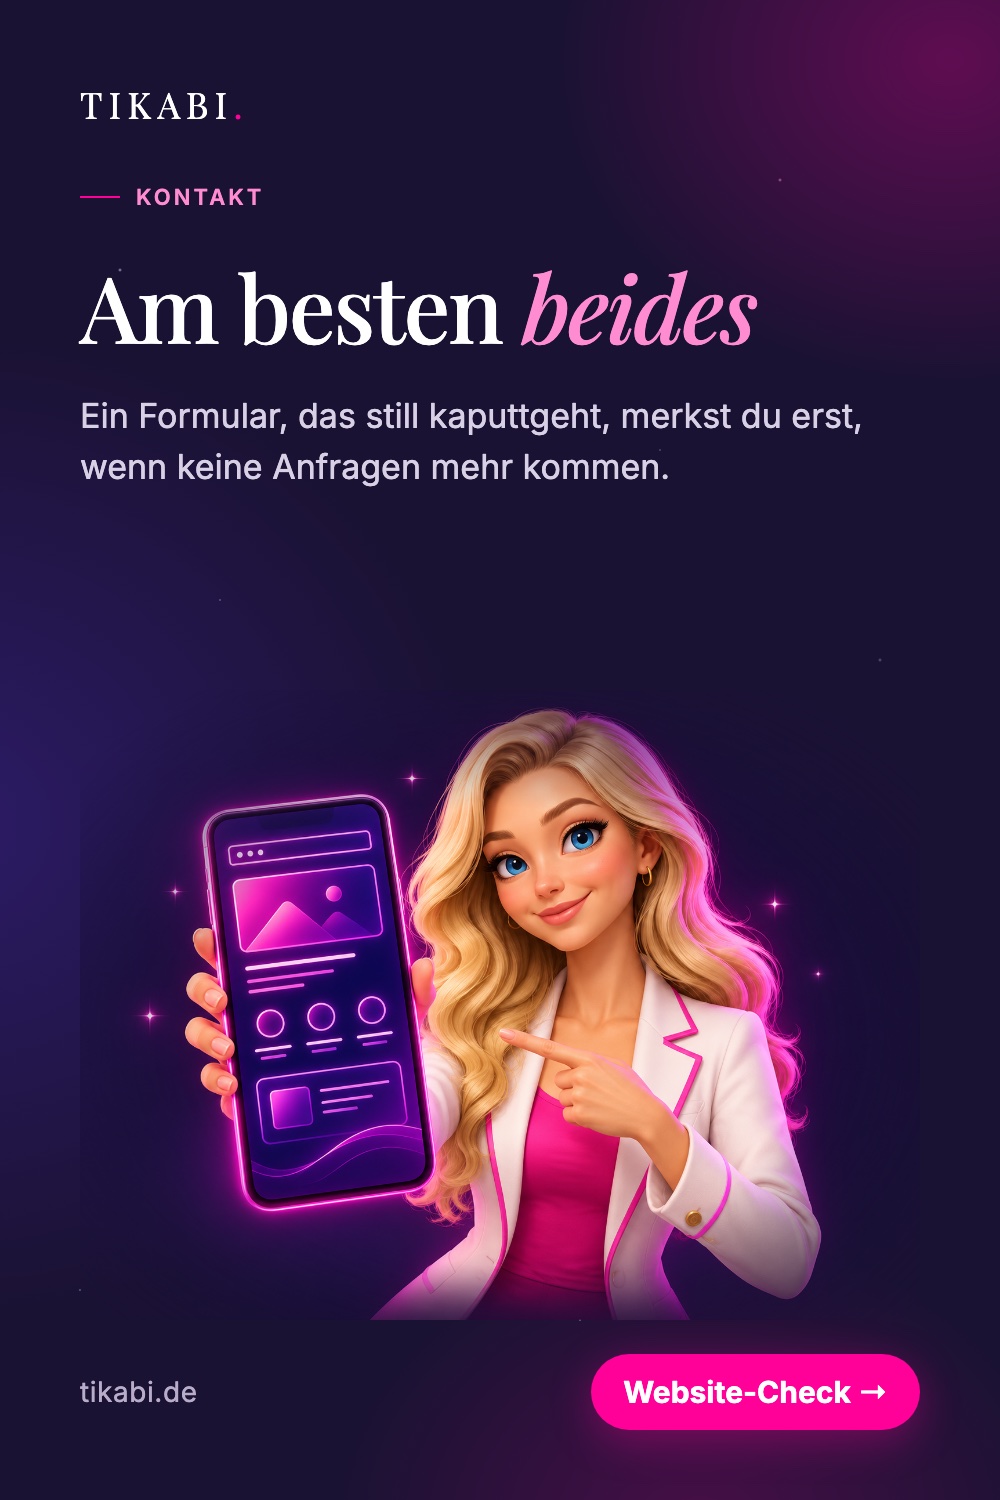 TIKABI.
KONTAKT
Am besten beides
Ein Formular, das still kaputtgeht, merkst du erst,
wenn keine Anfragen mehr kommen.
tikabi.de
Website-Check →